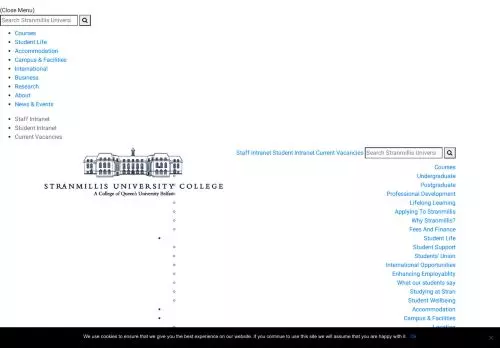 (Close Menu)
Search Stranmillis Universi
Courses
Student Life
Accommodation
Campus & Facilities
International
Business
Research
About
News & Events
Staff Intranet
Student Intranet
Current Vacancies
Staff Intranet Student Intranet Current Vacancies Search Stranmillis Universi
STRANMILLIS UNIVERSITY COLLEGE
A College of Queen's University Belfast
Courses
Undergraduate
Postgraduate
Professional Development
Lifelong Learning
Applying To Stranmillis
Why Stranmillis?
Fees And Finance
Student Life
Student Support
Students' Union
International Opportunities
Enhancing Employability
What our students say
Studying at Stran
Student Wellbeing
Accommodation
Campus & Facilities
Location
We use cookies to ensure that we give you the best experience on our website. If you continue to use this site we will assume that you are happy with it. Ok